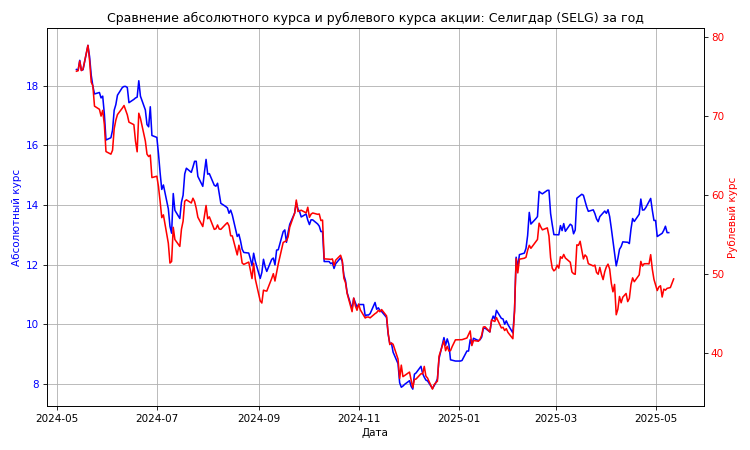 Сравнение абсолютного курса и рублевого курса акции: Селигдар (SELG) за год
Абсолютный курс
18
16
14
12
10
8
80
70
60
50
40
Рублевый курс
2024-05 2024-07 2024-09 2024-11 2025-01 2025-03 2025-05
Дата